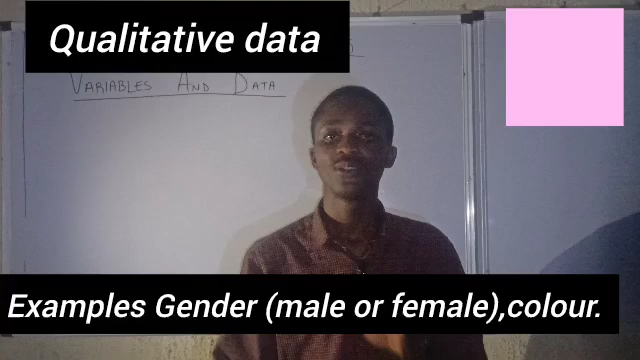 Qualitative data
VARIABLES AND DATA
Examples Gender (male or female),colour.